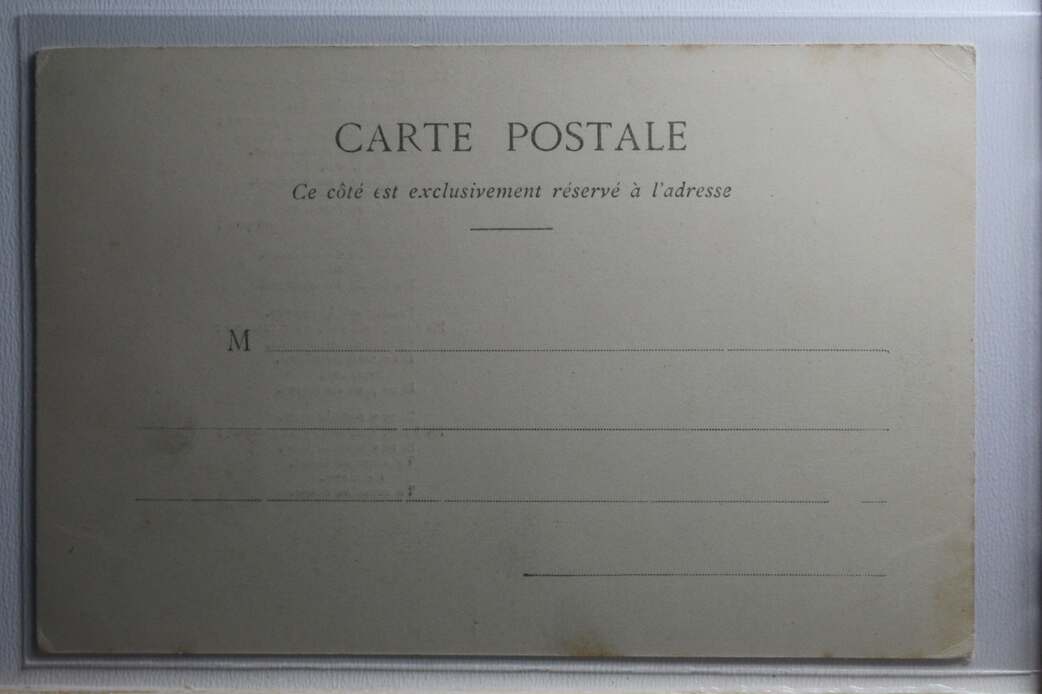 CARTE POSTALE
Ce côté est exclusivement réservé à l'adresse
M